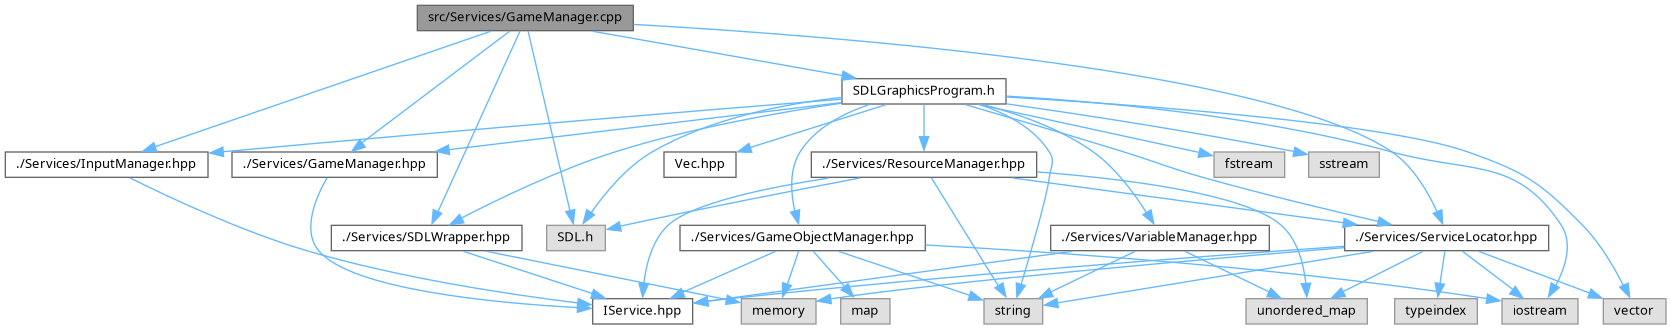 src/Services/GameManager.cpp
SDLGraphicsProgram.h
./Services/InputManager.hpp
./Services/GameManager.hpp
Vec.hpp
./Services/ResourceManager.hpp
fstream
sstream
./Services/SDLWrapper.hpp
SDL.h
./Services/GameObjectManager.hpp
./Services/VariableManager.hpp
./Services/ServiceLocator.hpp
IService.hpp
memory
map
string
unordered_map
typeindex
iostream
vector